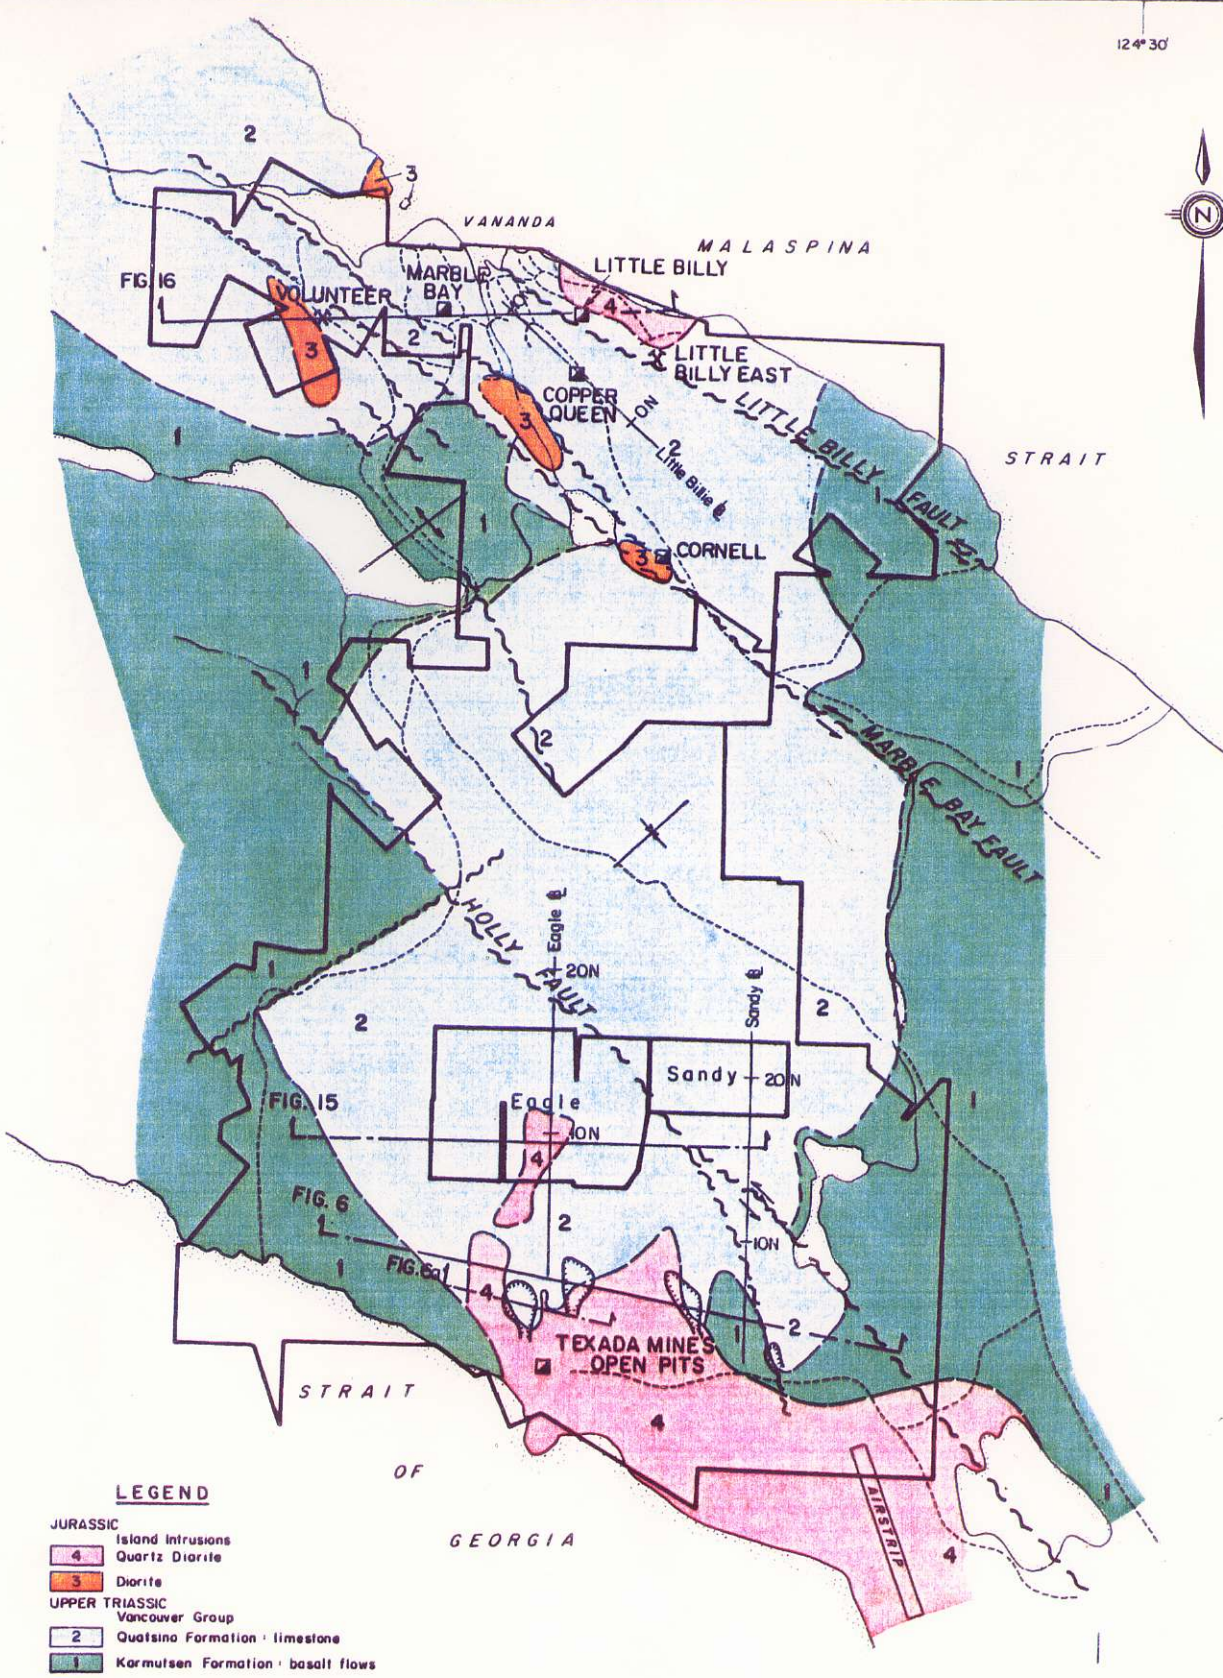 124°30'
2
3
VANANDA
MALASPINA
LITTLE BILLY
FIG. 16
MARBLE
BAY
VOLUNTEER
4
2
3
LITTLE
BILLY EAST
COPPER
QUEEN
3
0N
2
Little Billie ⅊
LITTLE BILLY FAULT
STRAIT
1
1
3
CORNELL
1
2
MARBLE BAY FAULT
1
HOLLY FAULT
Eagle
20N
Sandy
1
2
2
Sandy
20N
Eagle
1
FIG. 15
10N
4
FIG. 6
2
10N
1
FIG. 6a
4
1
2
TEXADA MINES
OPEN PITS
STRAIT
4
OF
GEORGIA
AIRSTRIP
4
1
LEGEND
JURASSIC
Island Intrusions
4 Quartz Diorite
3 Diorite
UPPER TRIASSIC
Vancouver Group
2 Quatsino Formation : limestone
1 Karmutsen Formation : basalt flows
N